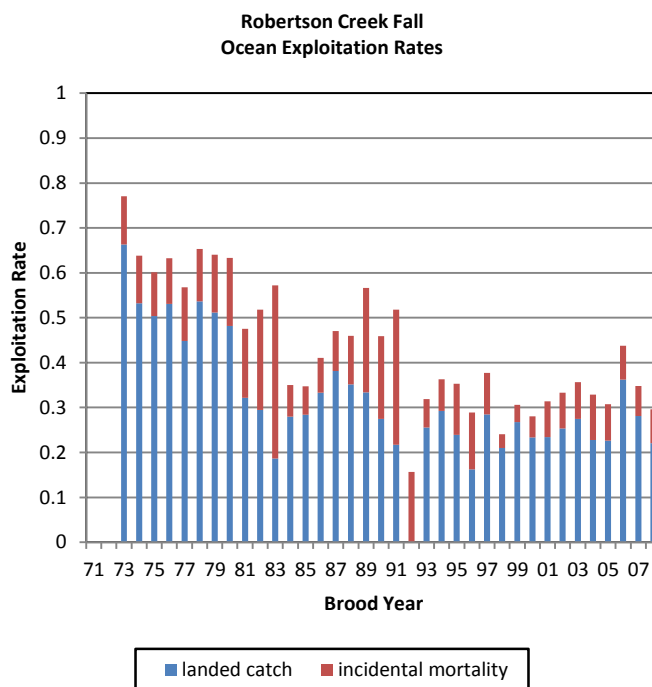 Robertson Creek Fall
Ocean Exploitation Rates
1
0.9
0.8
0.7
0.6
0.5
0.4
0.3
0.2
0.1
0
Exploitation Rate
71 73 75 77 79 81 83 85 87 89 91 93 95 97 99 01 03 05 07
Brood Year
landed catch incidental mortality